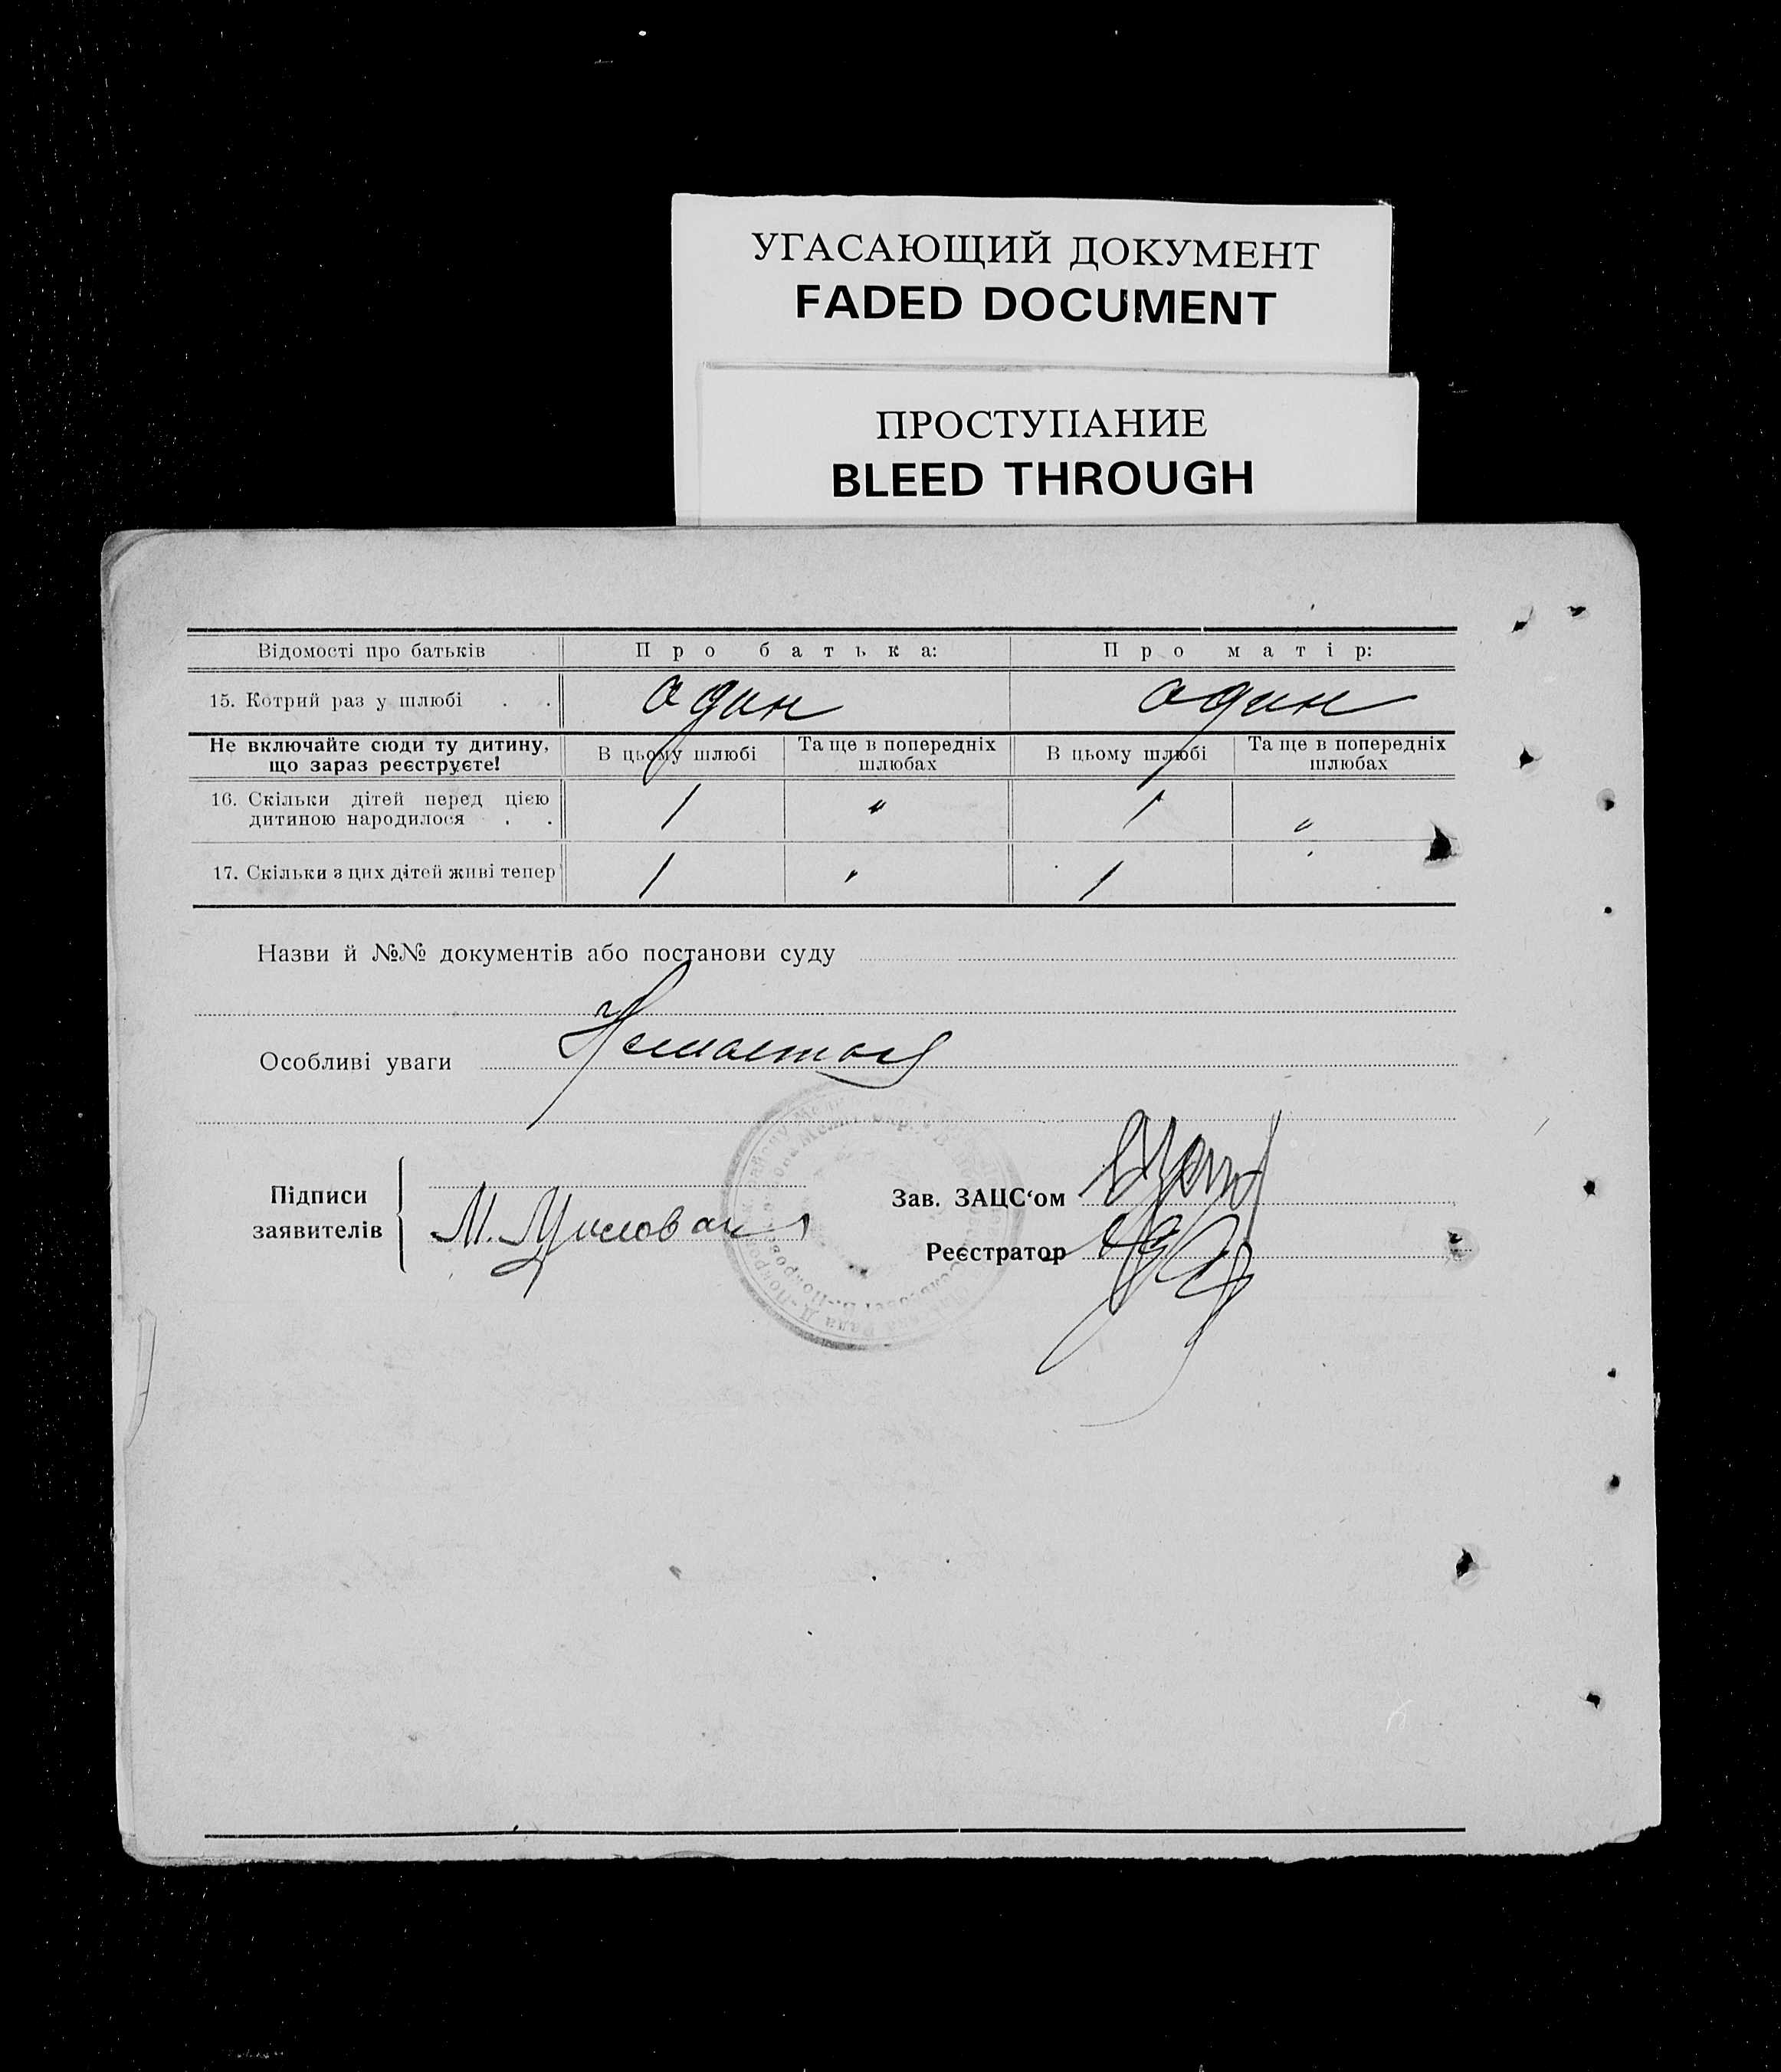 УГАСАЮЩИЙ ДОКУМЕНТ
FADED DOCUMENT
ПРОСТУПАНИЕ
BLEED THROUGH
Відомості про батьків . Про батька: Про матір:
15. Котрий раз у шлюбі . . один один
Не включайте сюди ту дитину, що зараз реєструєте! В цьому шлюбі Та ще в попередніх шлюбах В цьому шлюбі Та ще в попередніх шлюбах
16. Скільки дітей перед цією
дитиною народилося . . 1 " 1 "
17. Скільки з цих дітей живі тепер 1 " 1
Назви й №№ документів або постанови суду
Особливі уваги
Підписи заявителів М.
Зав. ЗАЦС'ом
Реєстратор